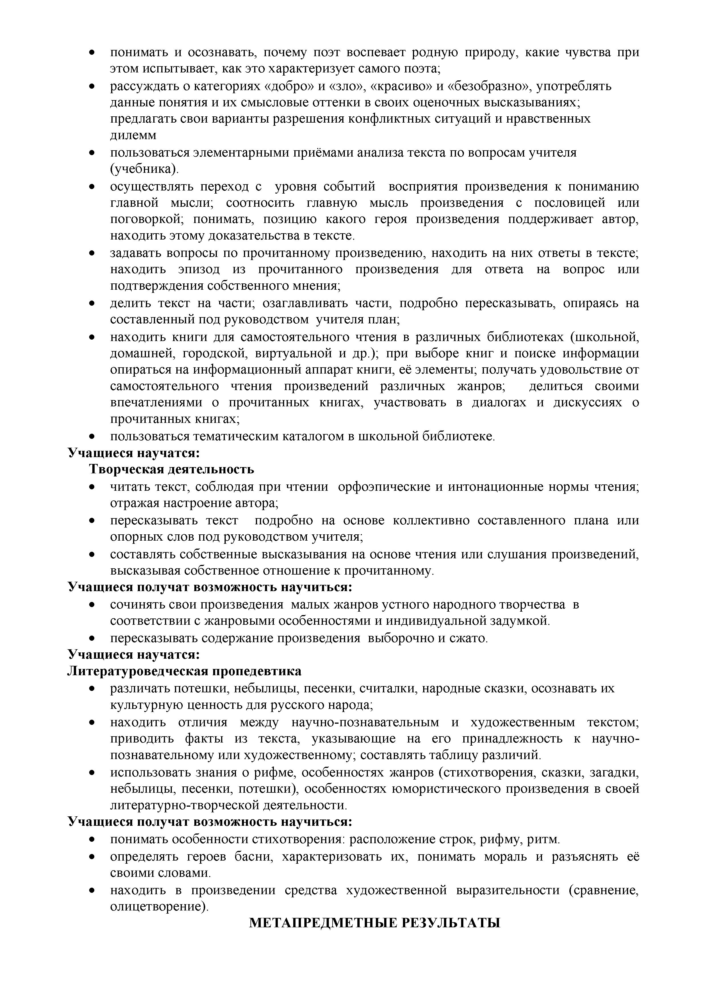 • понимать и осознавать, почему поэт воспевает родную природу, какие чувства при
этом испытывает, как это характеризует самого поэта;
• рассуждать о категориях «добро» и «зло», «красиво» и «безобразно», употреблять
данные понятия и их смысловые оттенки в своих оценочных высказываниях;
предлагать свои варианты разрешения конфликтных ситуаций и нравственных
дилемм
• пользоваться элементарными приёмами анализа текста по вопросам учителя
(учебника).
• осуществлять переход с уровня событий восприятия произведения к пониманию
главной мысли; соотносить главную мысль произведения с пословицей или
поговоркой; понимать, позицию какого героя произведения поддерживает автор,
находить этому доказательства в тексте.
• задавать вопросы по прочитанному произведению, находить на них ответы в тексте;
находить эпизод из прочитанного произведения для ответа на вопрос или
подтверждения собственного мнения;
• делить текст на части; озаглавливать части, подробно пересказывать, опираясь на
составленный под руководством учителя план;
• находить книги для самостоятельного чтения в различных библиотеках (школьной,
домашней, городской, виртуальной и др.); при выборе книг и поиске информации
опираться на информационный аппарат книги, её элементы; получать удовольствие от
самостоятельного чтения произведений различных жанров; делиться своими
впечатлениями о прочитанных книгах, участвовать в диалогах и дискуссиях о
прочитанных книгах;
• пользоваться тематическим каталогом в школьной библиотеке.
Учащиеся научатся:
Творческая деятельность
• читать текст, соблюдая при чтении орфоэпические и интонационные нормы чтения;
отражая настроение автора;
• пересказывать текст подробно на основе коллективно составленного плана или
опорных слов под руководством учителя;
• составлять собственные высказывания на основе чтения или слушания произведений,
высказывая собственное отношение к прочитанному.
Учащиеся получат возможность научиться:
• сочинять свои произведения малых жанров устного народного творчества в
соответствии с жанровыми особенностями и индивидуальной задумкой.
• пересказывать содержание произведения выборочно и сжато.
Учащиеся научатся:
Литературоведческая пропедевтика
• различать потешки, небылицы, песенки, считалки, народные сказки, осознавать их
культурную ценность для русского народа;
• находить отличия между научно-познавательным и художественным текстом;
приводить факты из текста, указывающие на его принадлежность к научно-
познавательному или художественному; составлять таблицу различий.
• использовать знания о рифме, особенностях жанров (стихотворения, сказки, загадки,
небылицы, песенки, потешки), особенностях юмористического произведения в своей
литературно-творческой деятельности.
Учащиеся получат возможность научиться:
• понимать особенности стихотворения: расположение строк, рифму, ритм.
• определять героев басни, характеризовать их, понимать мораль и разъяснять её
своими словами.
• находить в произведении средства художественной выразительности (сравнение,
олицетворение).
МЕТАПРЕДМЕТНЫЕ РЕЗУЛЬТАТЫ